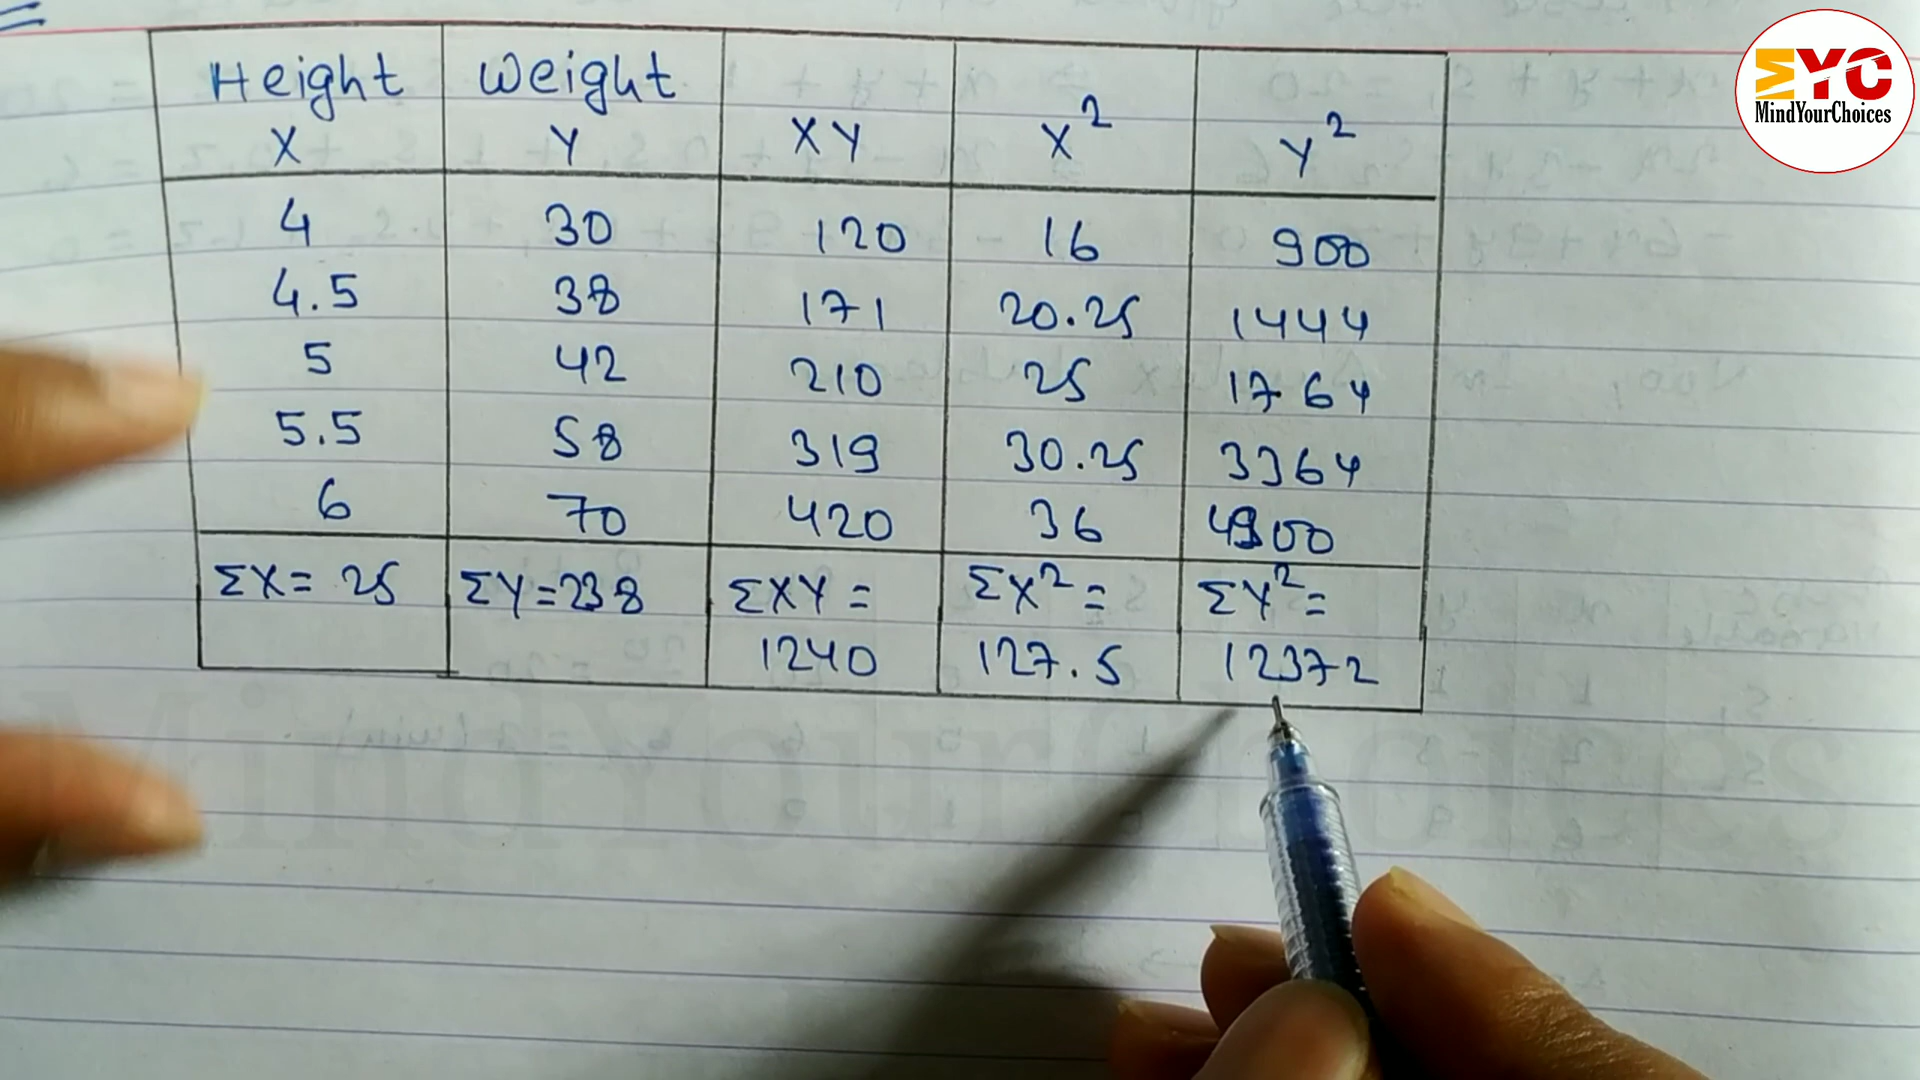 MYC
MindYourChoices
Height Weight
X Y XY X² Y²
4 30 120 16 900
4.5 38 171 20.25 1444
5 42 210 25 1764
5.5 58 319 30.25 3364
6 70 420 36 4900
ΣX= 25 ΣY=238 ΣXY = ΣX²= ΣY²=
1240 127.5 12372
MindYourChoices